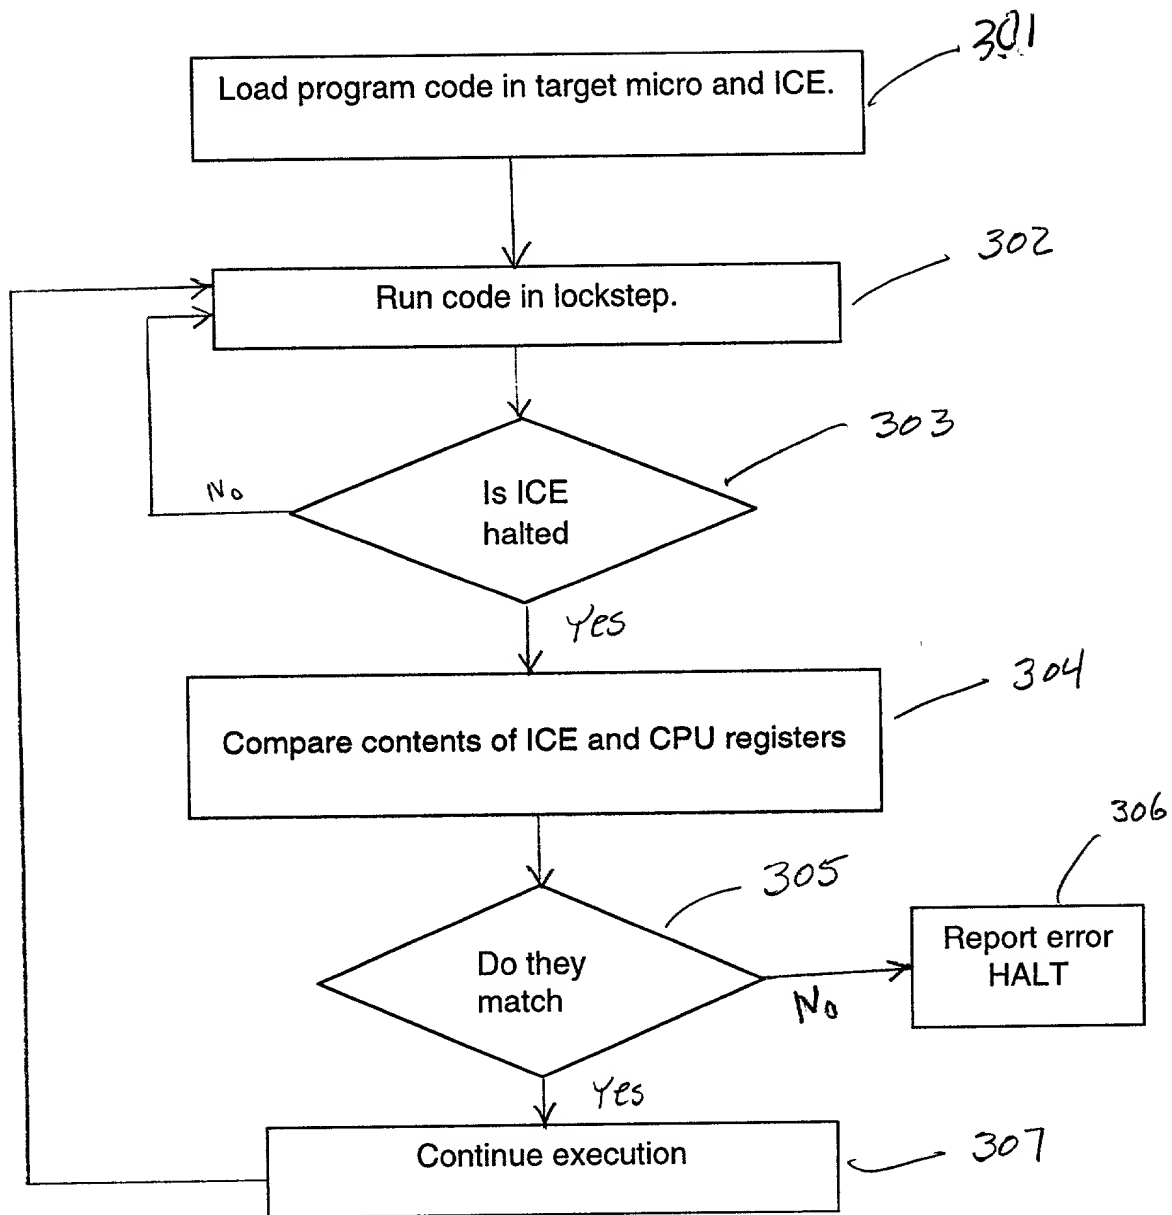 301
Load program code in target micro and ICE.
302
Run code in lockstep.
303
Is ICE
halted
No
Yes
304
Compare contents of ICE and CPU registers
306
305
Do they
match
Report error
HALT
No
Yes
Continue execution
307